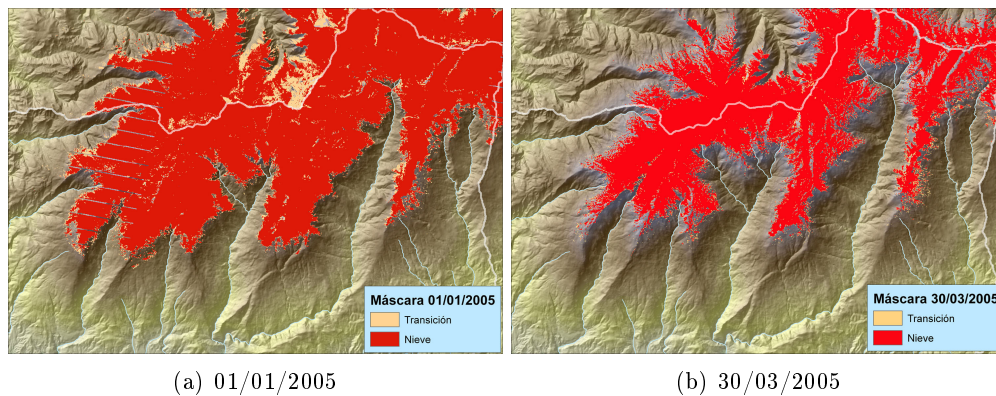 Máscara 01/01/2005
Transición
Nieve
Máscara 30/03/2005
Transición
Nieve
(a) 01/01/2005
(b) 30/03/2005